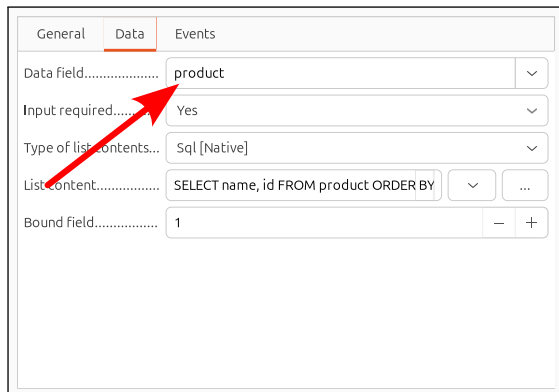 General Data Events
Data field................... product
Input required........... Yes
Type of list contents... Sql [Native]
List content................ SELECT name, id FROM product ORDER BY ...
Bound field................. 1 − +